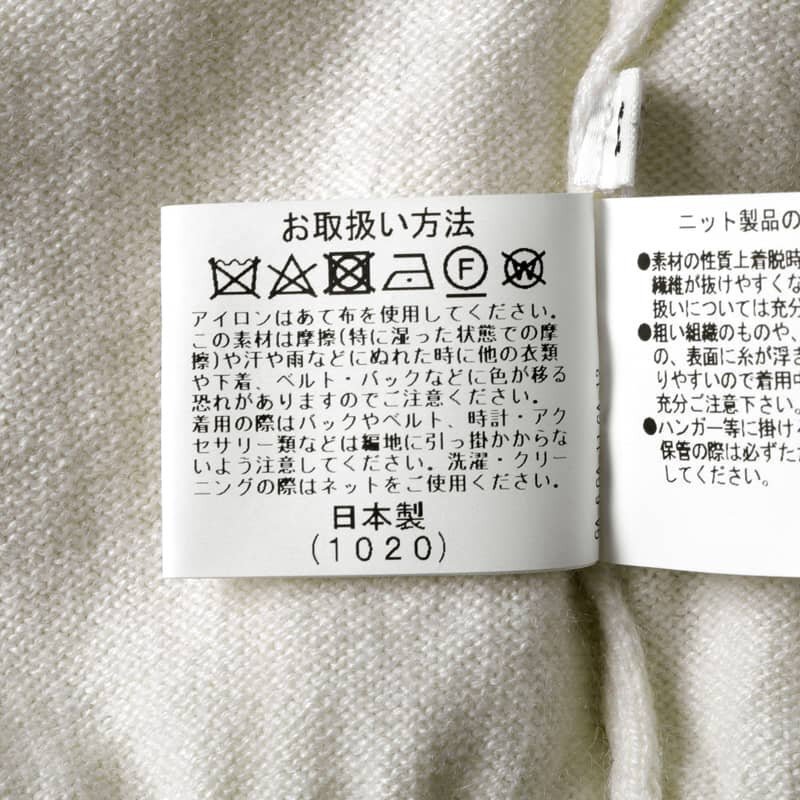 お取扱い方法
F W
アイロンはあて布を使用してください。
この素材は摩擦(特に湿った状態での摩
擦)や汗や雨などにぬれた時に他の衣類
や下着、ベルト・バックなどに色が移る
恐れがありますのでご注意ください。
着用の際はバックやベルト、時計・アク
セサリー類などは編地に引っ掛かからな
いよう注意してください。洗濯・クリー
ニングの際はネットをご使用ください。
日本製
(1020)
ニット製品の
●素材の性質上着脱時
繊維が抜けやすくな
扱いについては充分
●粗い組織のものや、
の、表面に糸が浮き
りやすいので着用中
充分ご注意下さい。
●ハンガー等に掛け
保管の際は必ずたた
してください。